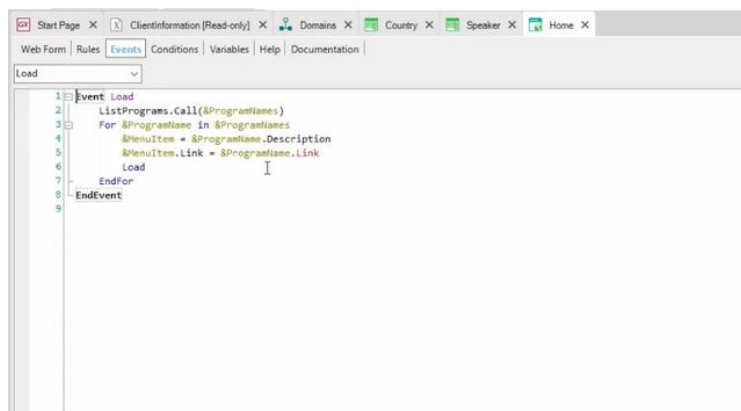 GX Start Page X ClientInformation [Read-only] X Domains X Country X Speaker X Home X
Web Form Rules Events Conditions Variables Help Documentation
Load
1 Event Load
2 ListPrograms.Call(&ProgramNames)
3 For &ProgramName in &ProgramNames
4 &MenuItem = &ProgramName.Description
5 &MenuItem.Link = &ProgramName.Link
6 Load
7 EndFor
8 EndEvent
9